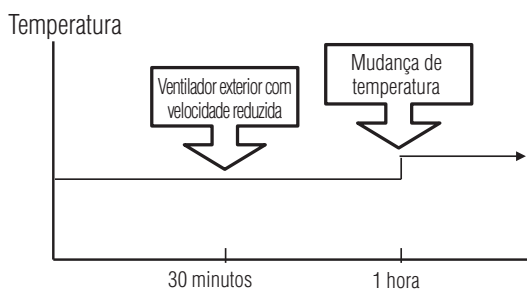 Temperatura
Ventilador exterior com
velocidade reduzida
Mudança de
temperatura
30 minutos
1 hora